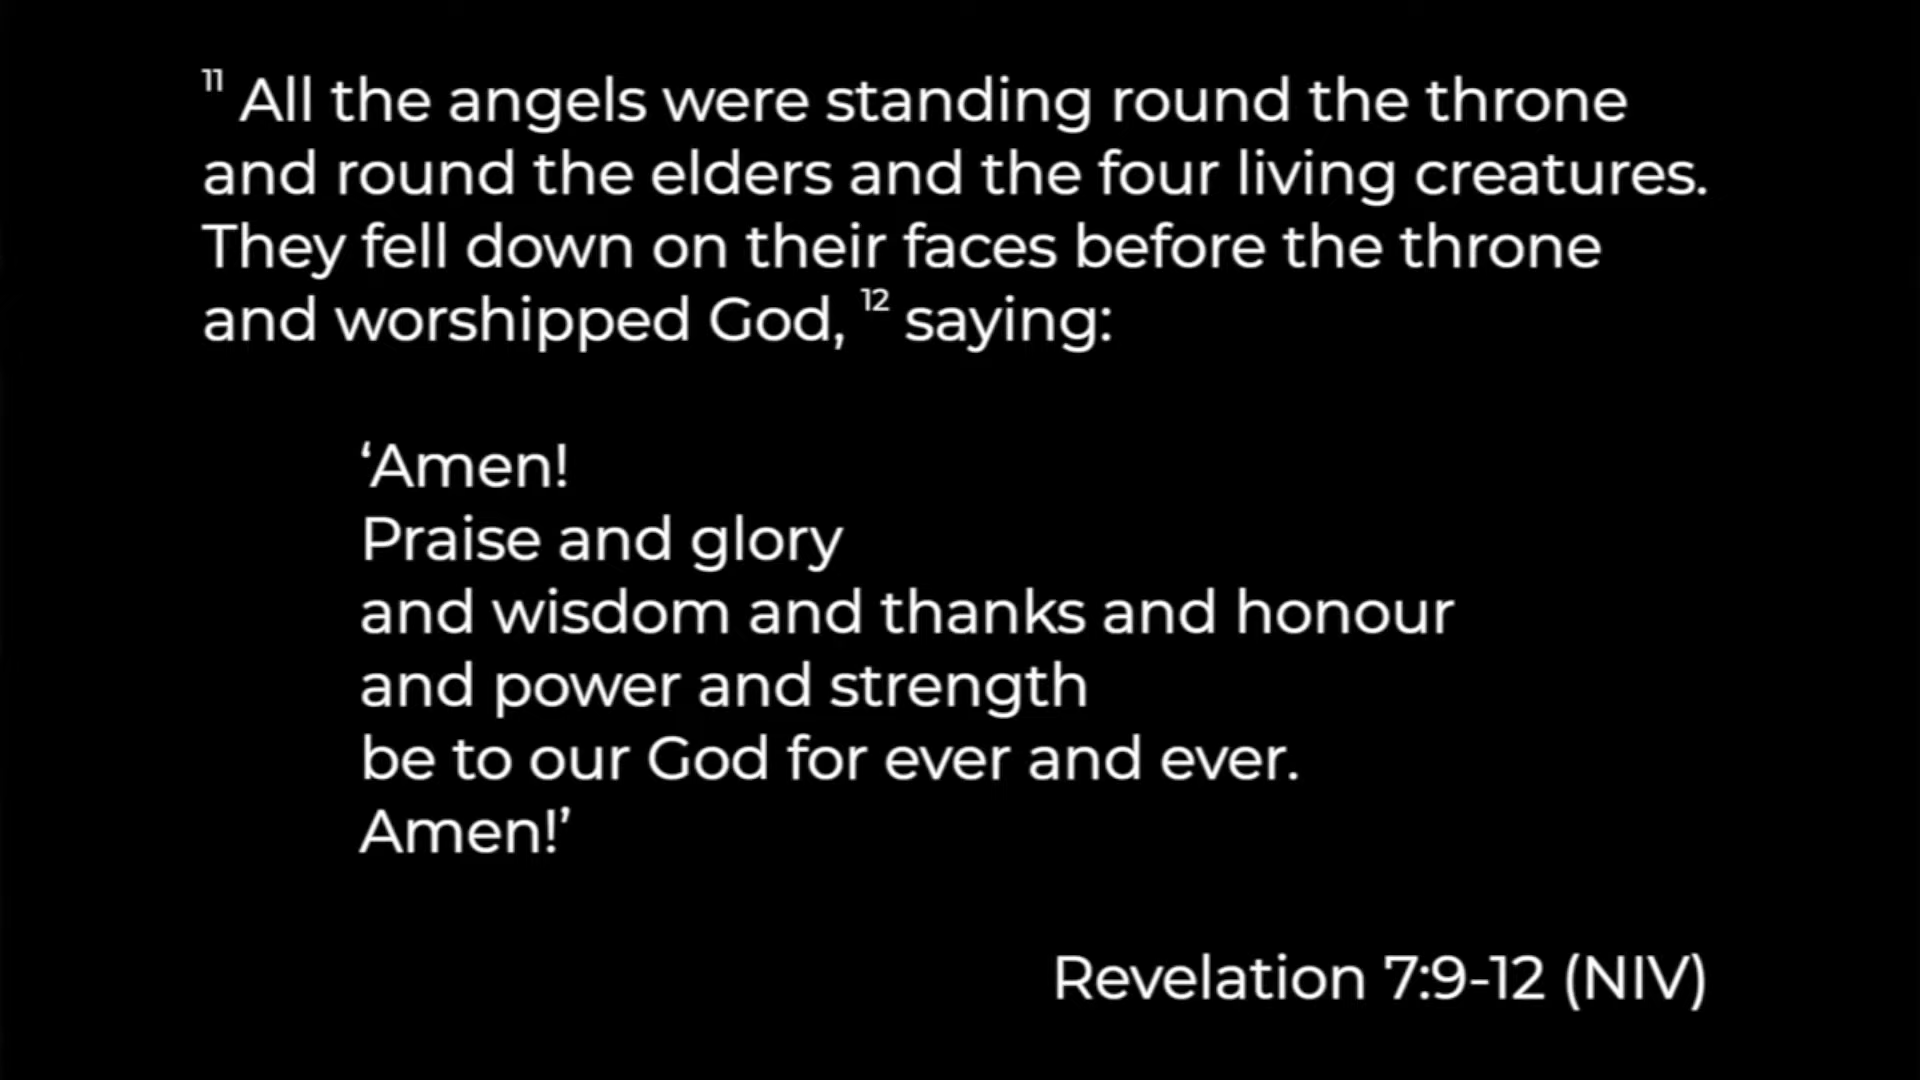 11 All the angels were standing round the throne
and round the elders and the four living creatures.
They fell down on their faces before the throne
and worshipped God, 12 saying:
‘Amen!
Praise and glory
and wisdom and thanks and honour
and power and strength
be to our God for ever and ever.
Amen!’
Revelation 7:9-12 (NIV)